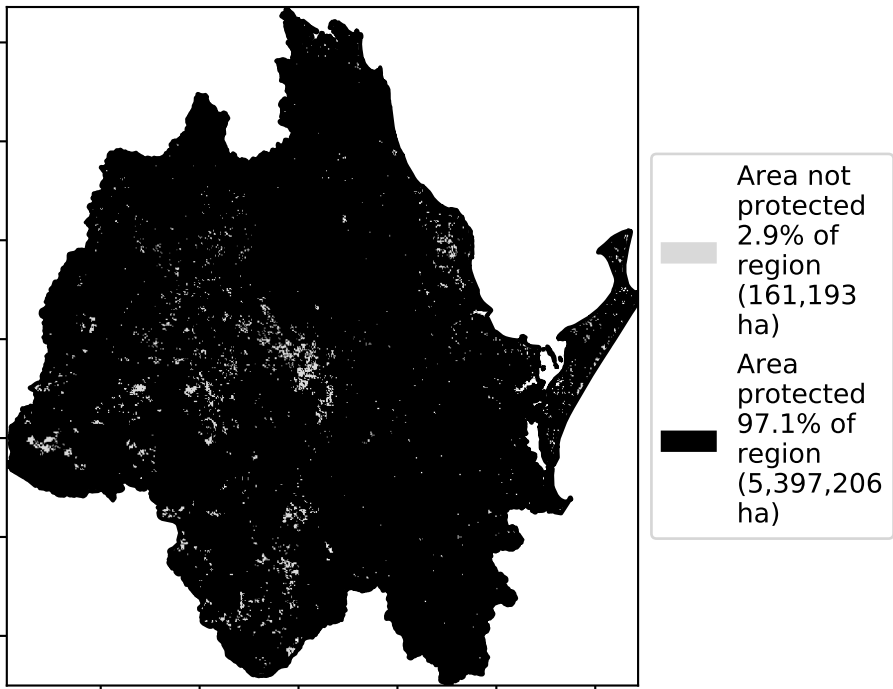 Area not
protected
2.9% of
region
(161,193
ha)
Area
protected
97.1% of
region
(5,397,206
ha)